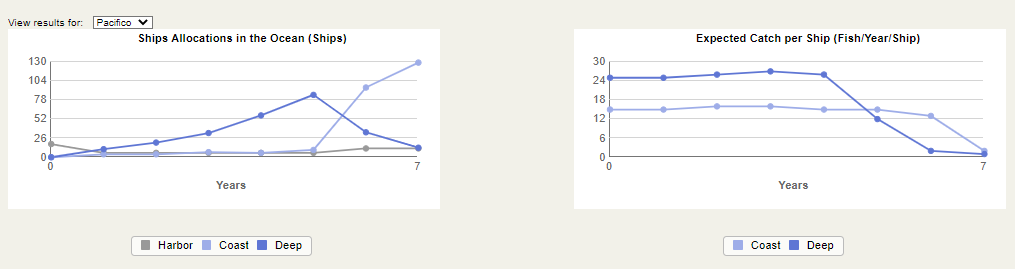 View results for: Pacifico
Ships Allocations in the Ocean (Ships)
130
104
78
52
26
0
0 7
Years
Harbor Coast Deep
Expected Catch per Ship (Fish/Year/Ship)
30
24
18
12
6
0
0 7
Years
Coast Deep